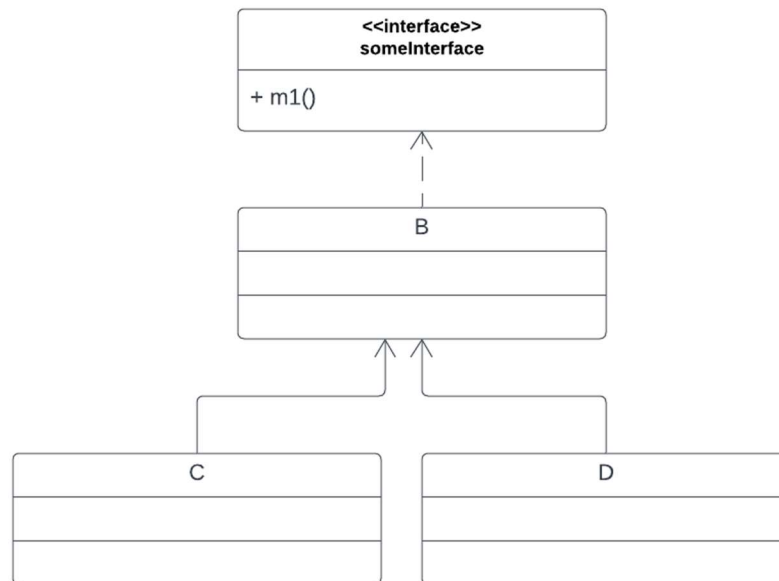 <<interface>>
someInterface
+ m1()
B
C
D